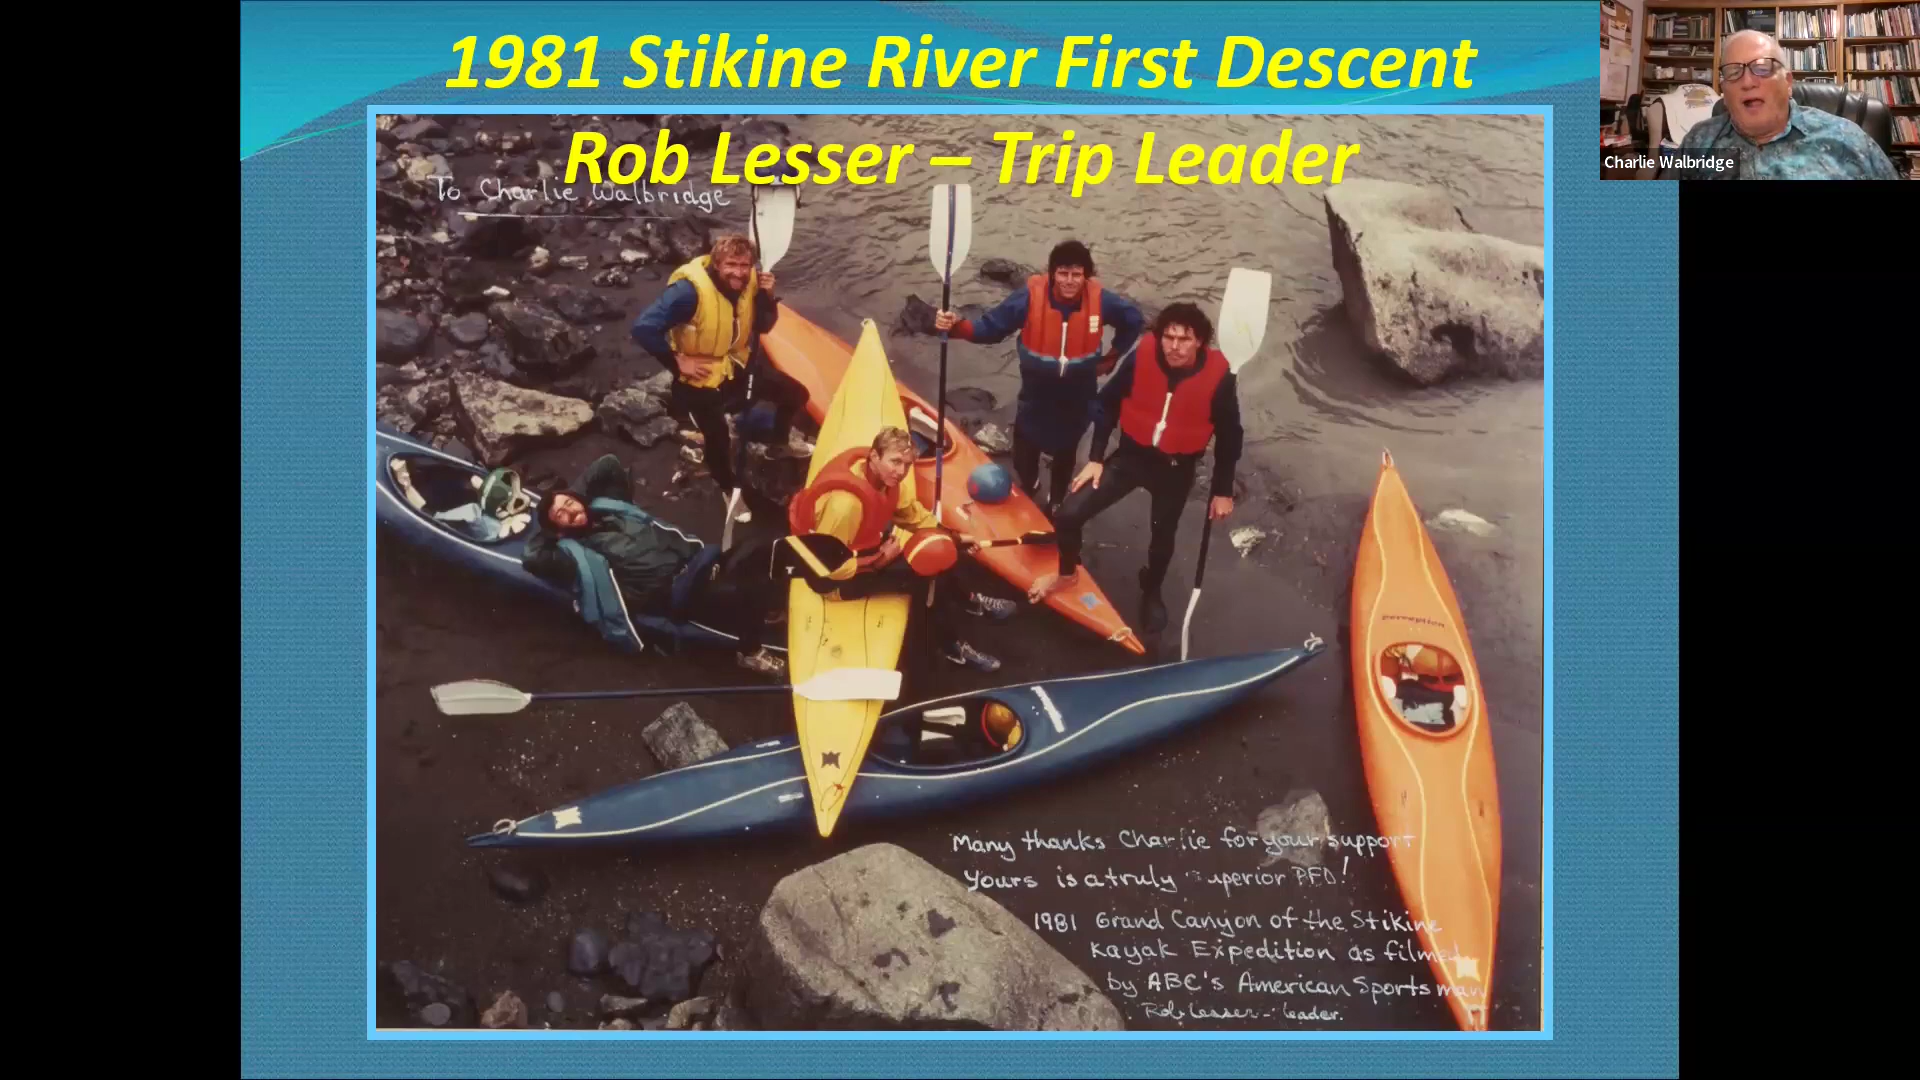 1981 Stikine River First Descent
Rob Lesser – Trip Leader
To Charlie Walbridge
Charlie Walbridge
perception
Many thanks Charlie for your support
Yours is a truly superior PFD!
1981 Grand Canyon of the Stikine
Kayak Expedition as filmed
by ABC's American Sportsman
Rob Lesser - leader.